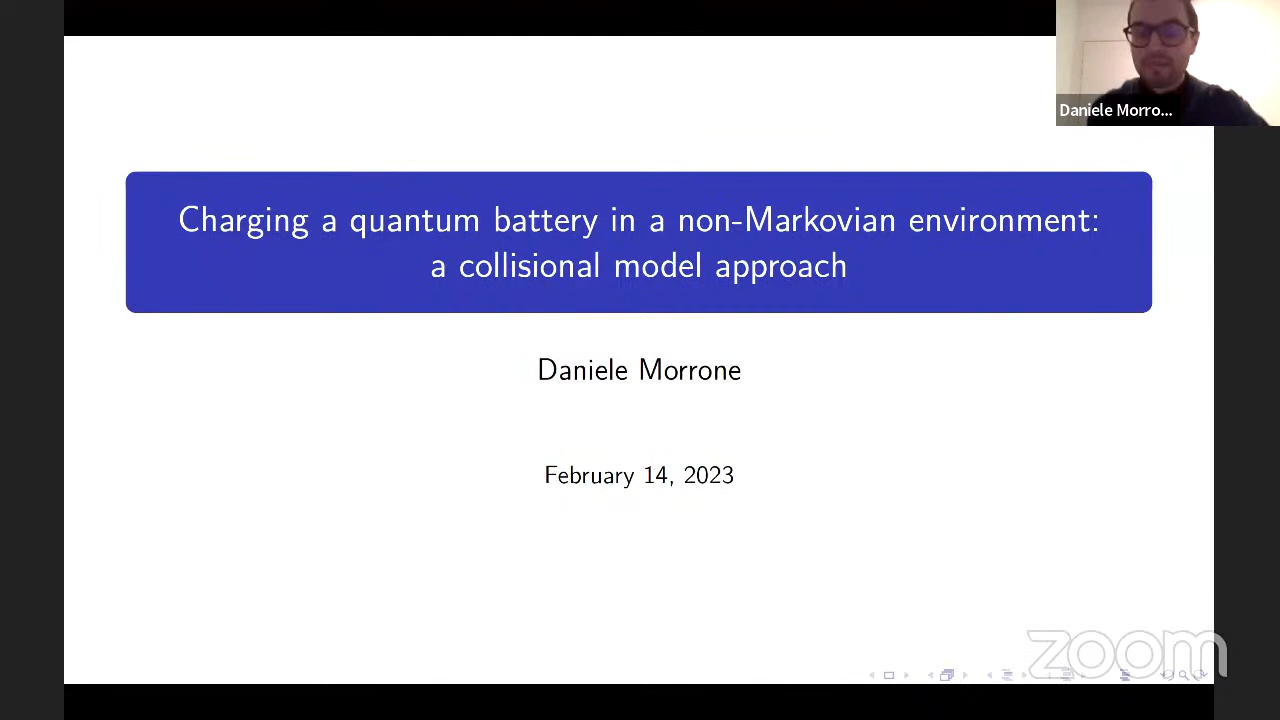 Daniele Morro...
Charging a quantum battery in a non-Markovian environment:
a collisional model approach
Daniele Morrone
February 14, 2023
zoom